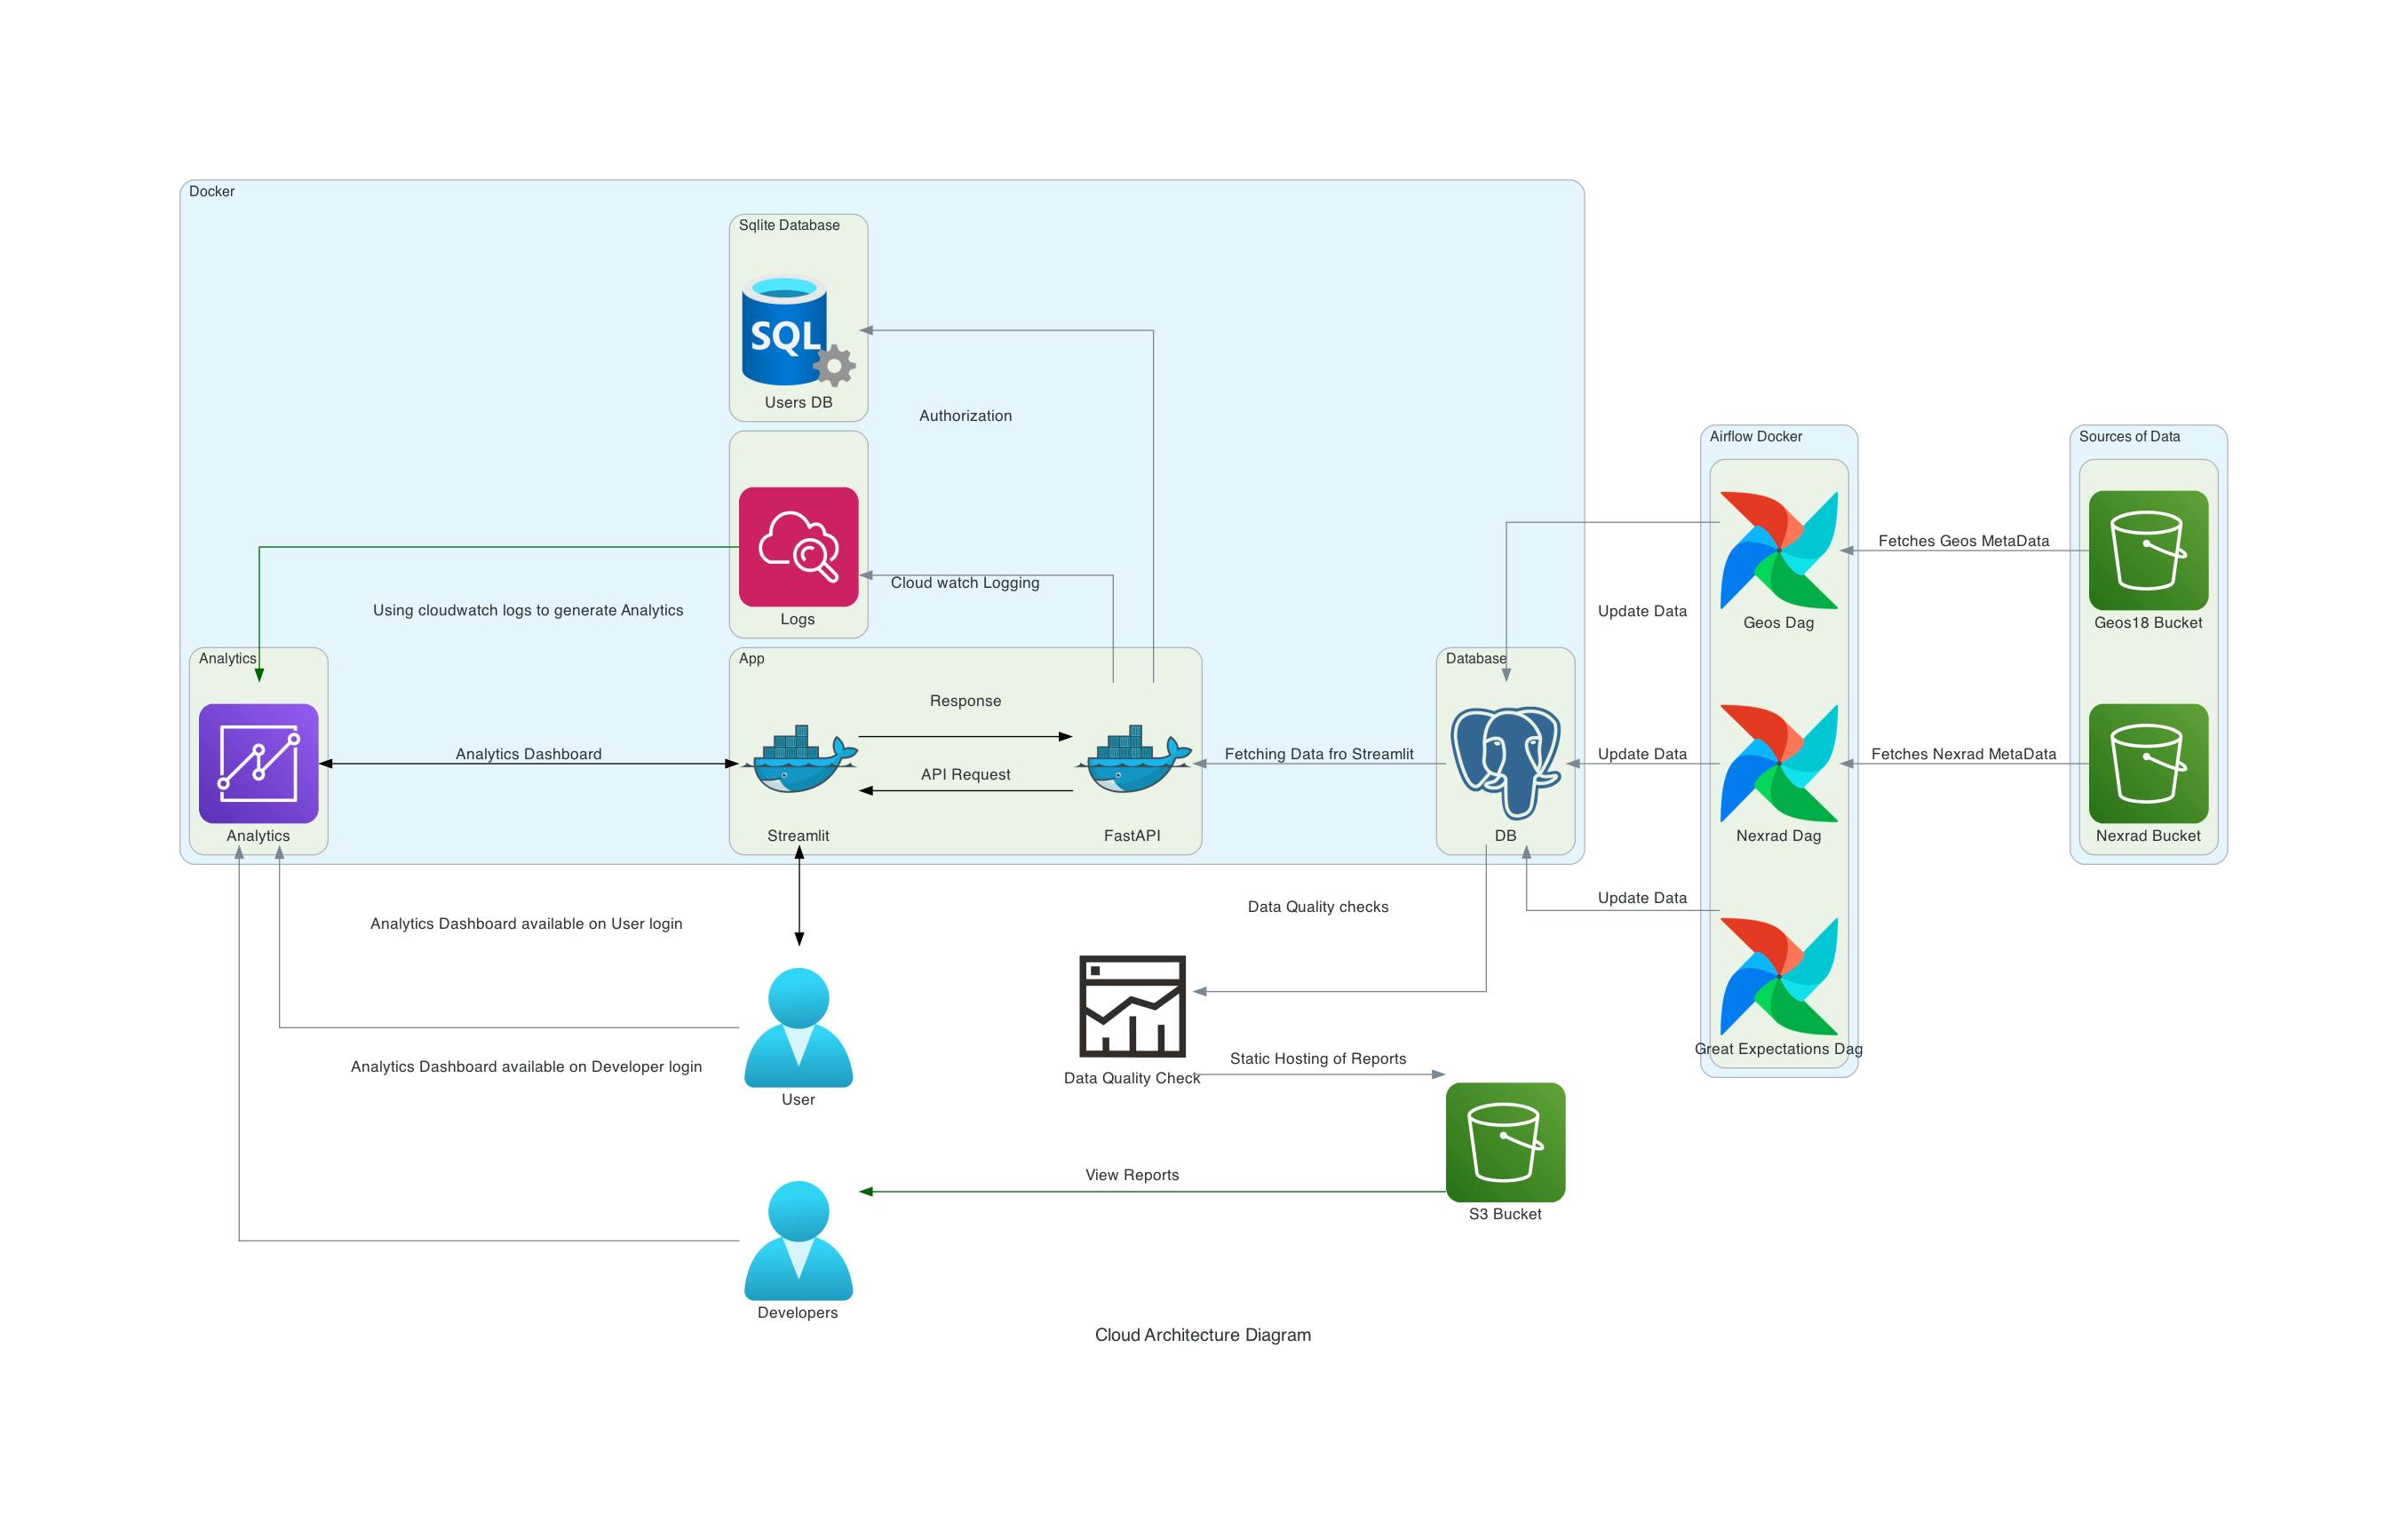 Docker
Sqlite Database
SQL
Users DB
Authorization
Airflow Docker
Sources of Data
Fetches Geos MetaData
Cloud watch Logging
Using cloudwatch logs to generate Analytics
Update Data
Logs
Geos Dag
Geos18 Bucket
Analytics
App
Database
Response
Analytics Dashboard
Fetching Data fro Streamlit
Update Data
Fetches Nexrad MetaData
API Request
Analytics
Streamlit
FastAPI
DB
Nexrad Dag
Nexrad Bucket
Update Data
Data Quality checks
Analytics Dashboard available on User login
Great Expectations Dag
Static Hosting of Reports
Analytics Dashboard available on Developer login
Data Quality Check
User
View Reports
S3 Bucket
Developers
Cloud Architecture Diagram